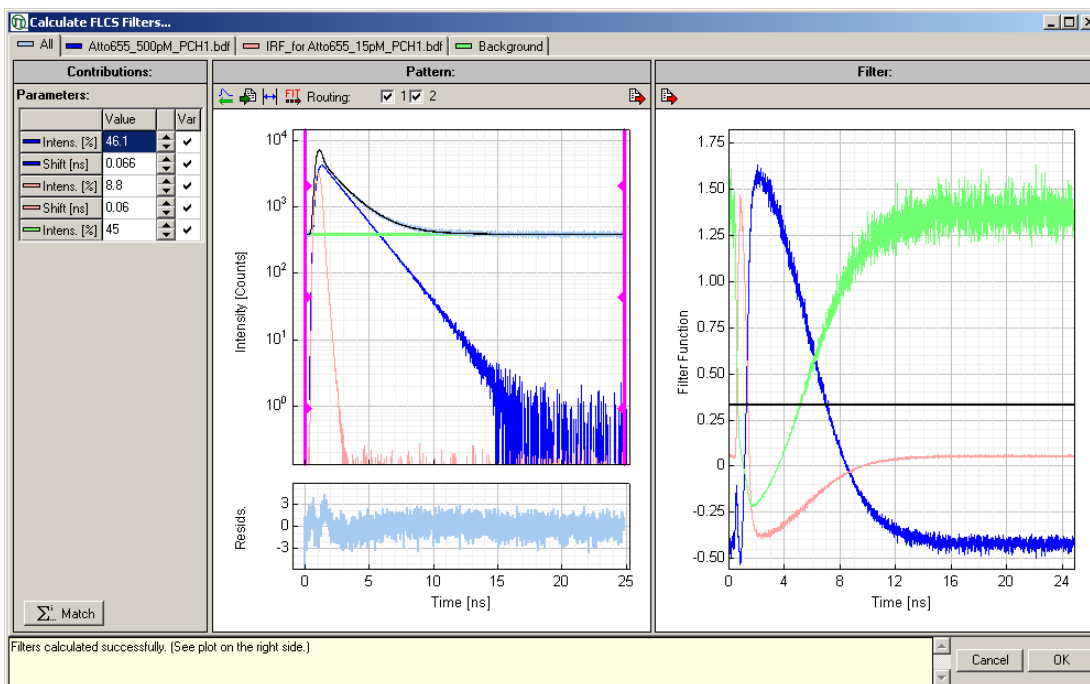 Calculate FLCS Filters...
All
Atto655_500pM_PCH1.bdf
IRF_for Atto655_15pM_PCH1.bdf
Background
Contributions:
Parameters:
Value Var
Intens. [%] 46.1
Shift [ns] 0.066
Intens. [%] 8.8
Shift [ns] 0.06
Intens. [%] 45
Σi Match
Pattern:
FIT Routing: 1 2
10^4
10^3
10^2
10^1
10^0
Intensity [Counts]
3
0
-3
Resids.
0 5 10 15 20 25
Time [ns]
Filter:
1.75
1.50
1.25
1.00
0.75
0.50
0.25
0
-0.25
-0.50
Filter Function
0 4 8 12 16 20 24
Time [ns]
Filters calculated successfully. (See plot on the right side.)
Cancel
OK